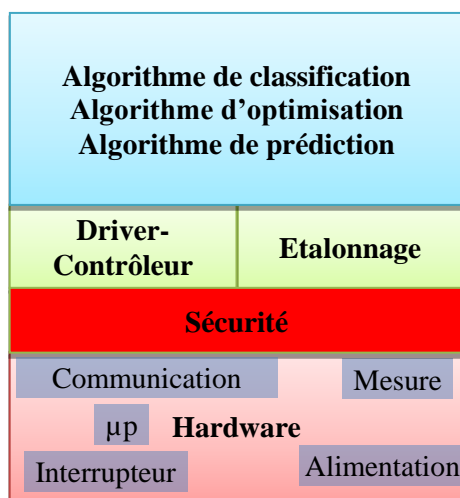 Algorithme de classification
Algorithme d’optimisation
Algorithme de prédiction
Driver-
Contrôleur
Etalonnage
Sécurité
Communication
Mesure
µp
Hardware
Interrupteur
Alimentation